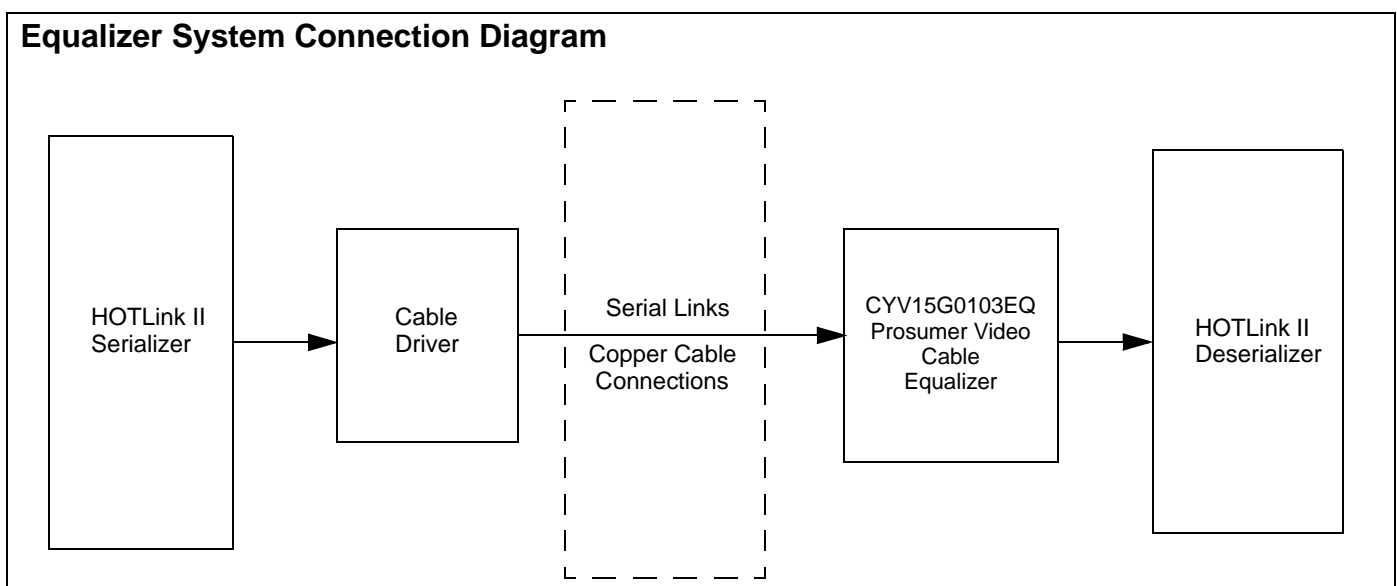 Equalizer System Connection Diagram
HOTLink II
Serializer
Cable
Driver
Serial Links
Copper Cable
Connections
CYV15G0103EQ
Prosumer Video
Cable
Equalizer
HOTLink II
Deserializer